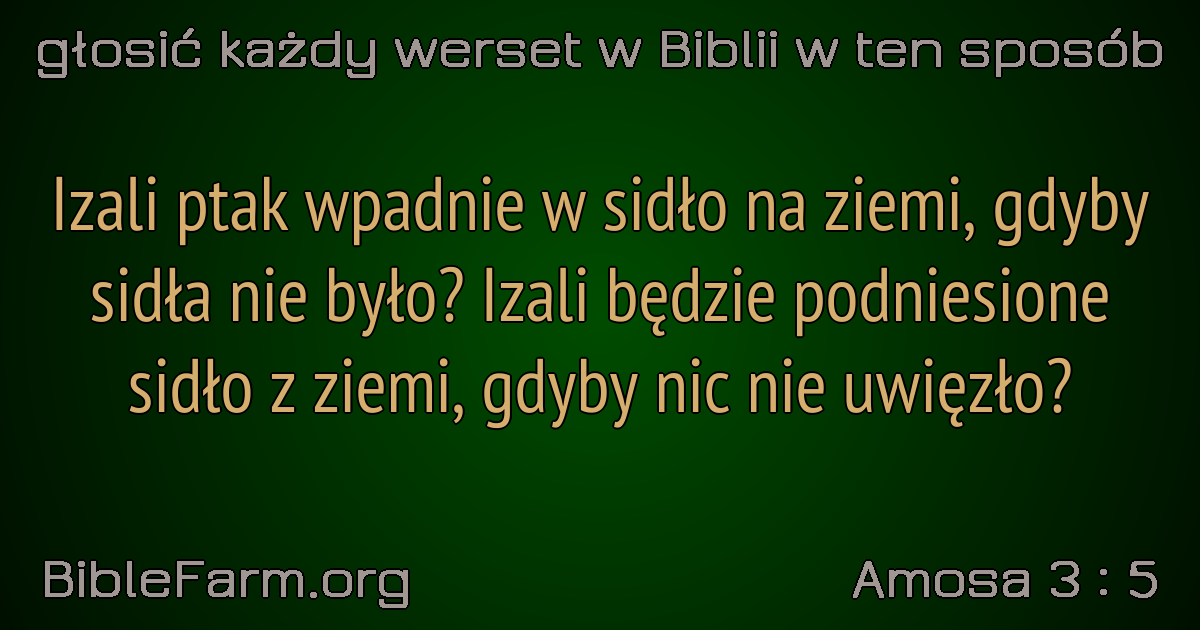 głosić każdy werset w Biblii w ten sposób
Izali ptak wpadnie w sidło na ziemi, gdyby
sidła nie było? Izali będzie podniesione
sidło z ziemi, gdyby nic nie uwięzło?
BibleFarm.org
Amosa 3 : 5